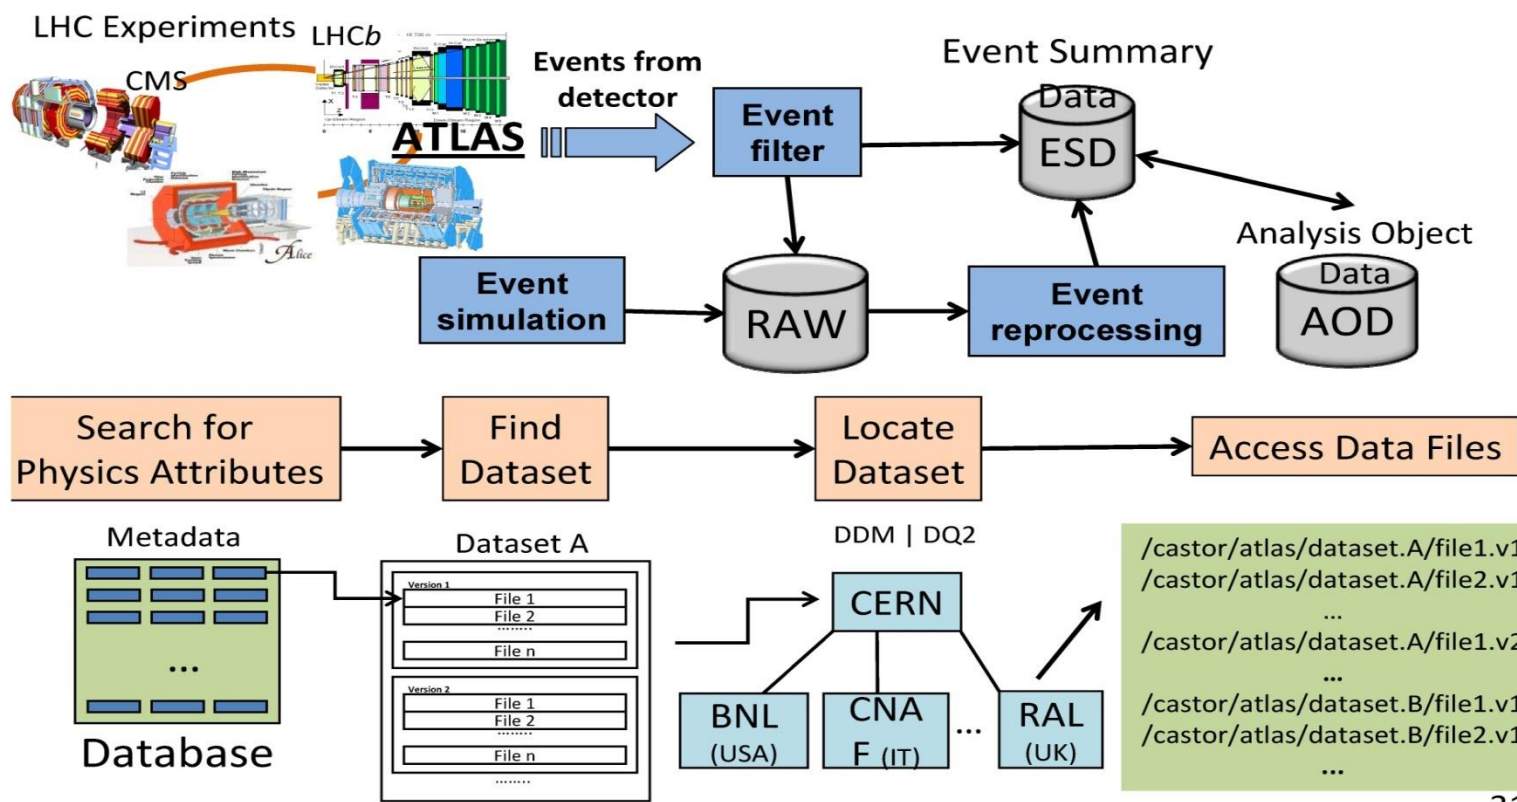 LHC Experiments
LHCb
CMS
ATLAS
Alice
Events from
detector
Event
filter
Event Summary
Data
ESD
Analysis Object
Data
AOD
Event
simulation
RAW
Event
reprocessing
Search for
Physics Attributes
Find
Dataset
Locate
Dataset
Access Data Files
Metadata
...
Database
Dataset A
Version 1
File 1
File 2
........
File n
Version 2
File 1
File 2
........
File n
........
DDM | DQ2
CERN
BNL
(USA)
CNA
F (IT)
...
RAL
(UK)
/castor/atlas/dataset.A/file1.v1
/castor/atlas/dataset.A/file2.v1
...
/castor/atlas/dataset.A/file1.v2
...
/castor/atlas/dataset.B/file1.v1
/castor/atlas/dataset.B/file2.v1
...